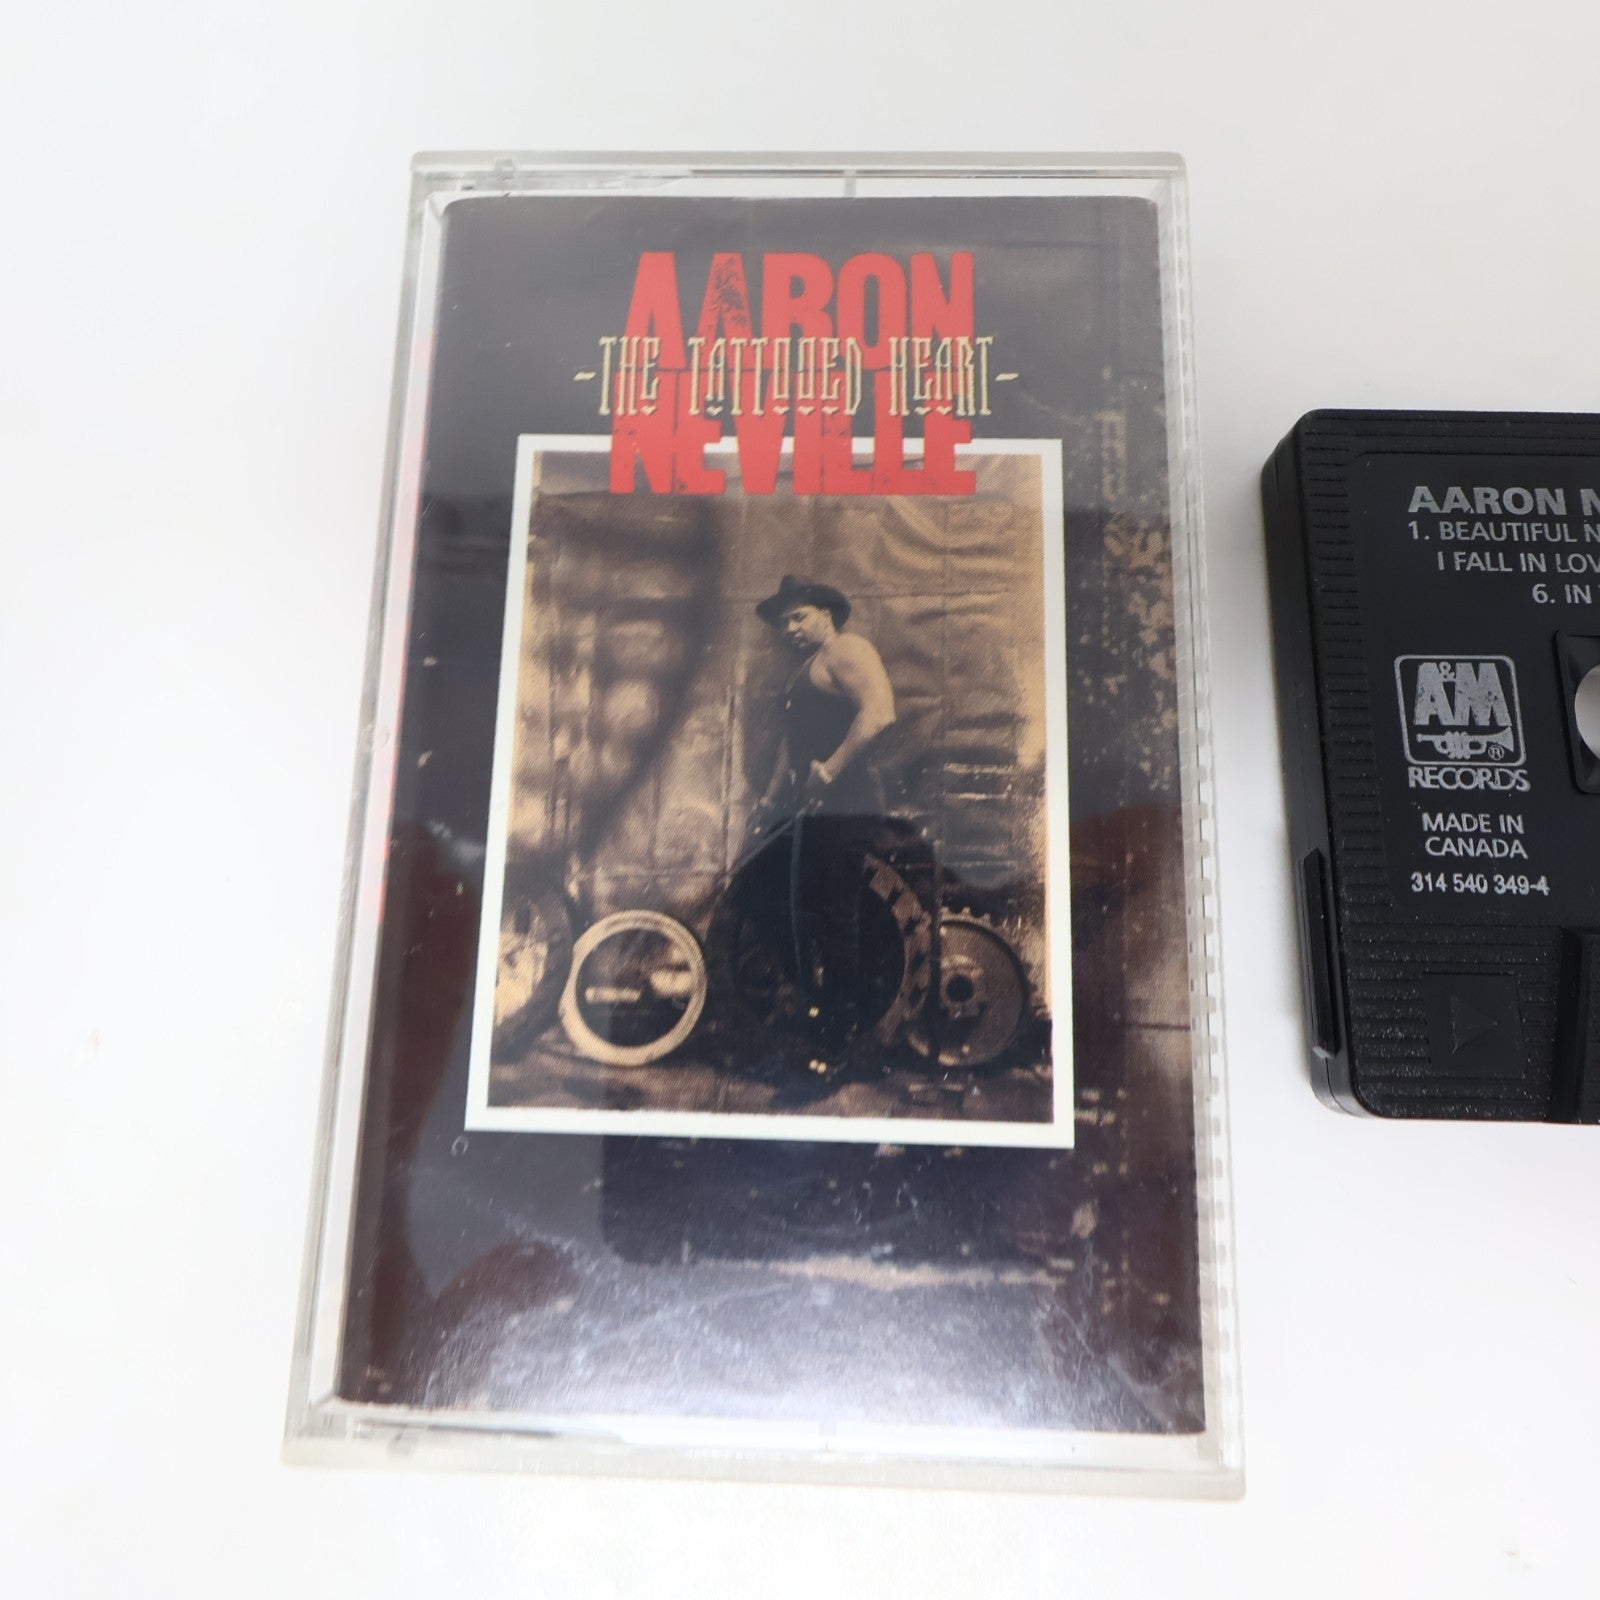 AARON
-THE TATTOOED HEART-
NEVILLE
AARON N
1. BEAUTIFUL N
I FALL IN LOV
6. IN
A&M
®
RECORDS
MADE IN
CANADA
314 540 349-4